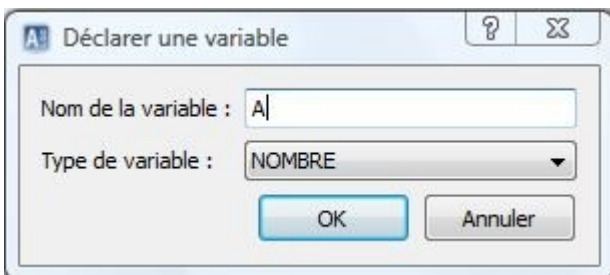 Déclarer une variable
Nom de la variable : A
Type de variable : NOMBRE
OK Annuler